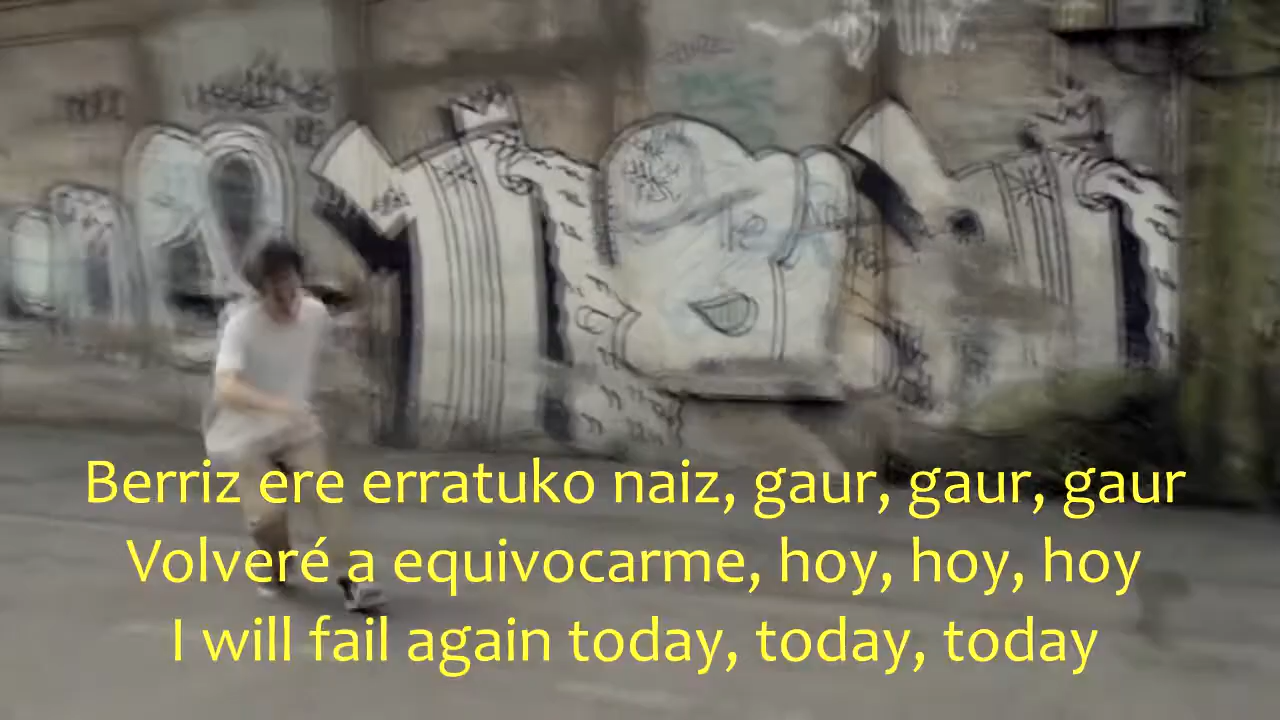 Berriz ere erratuko naiz, gaur, gaur, gaur
Volveré a equivocarme, hoy, hoy, hoy
I will fail again today, today, today